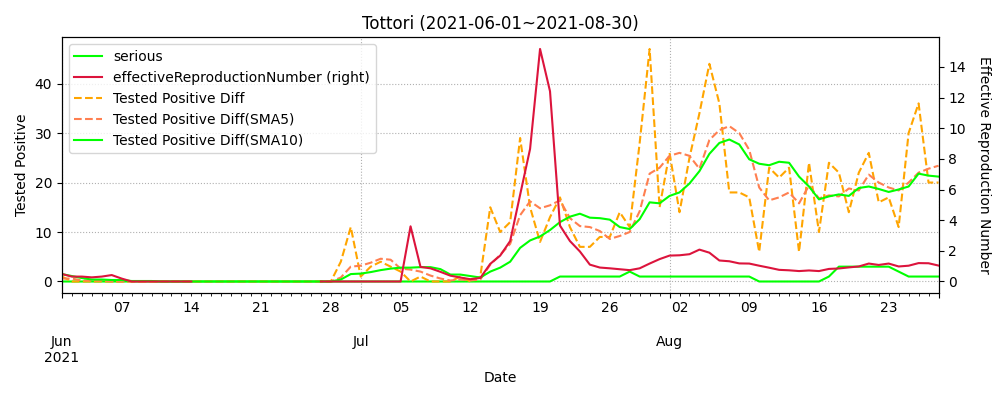 Tottori (2021-06-01~2021-08-30)
serious
effectiveReproductionNumber (right)
Tested Positive Diff
Tested Positive Diff(SMA5)
Tested Positive Diff(SMA10)
Tested Positive
40
30
20
10
0
Effective Reproduction Number
14
12
10
8
6
4
2
0
07
14
21
28
05
12
19
26
02
09
16
23
Jun
2021
Jul
Aug
Date